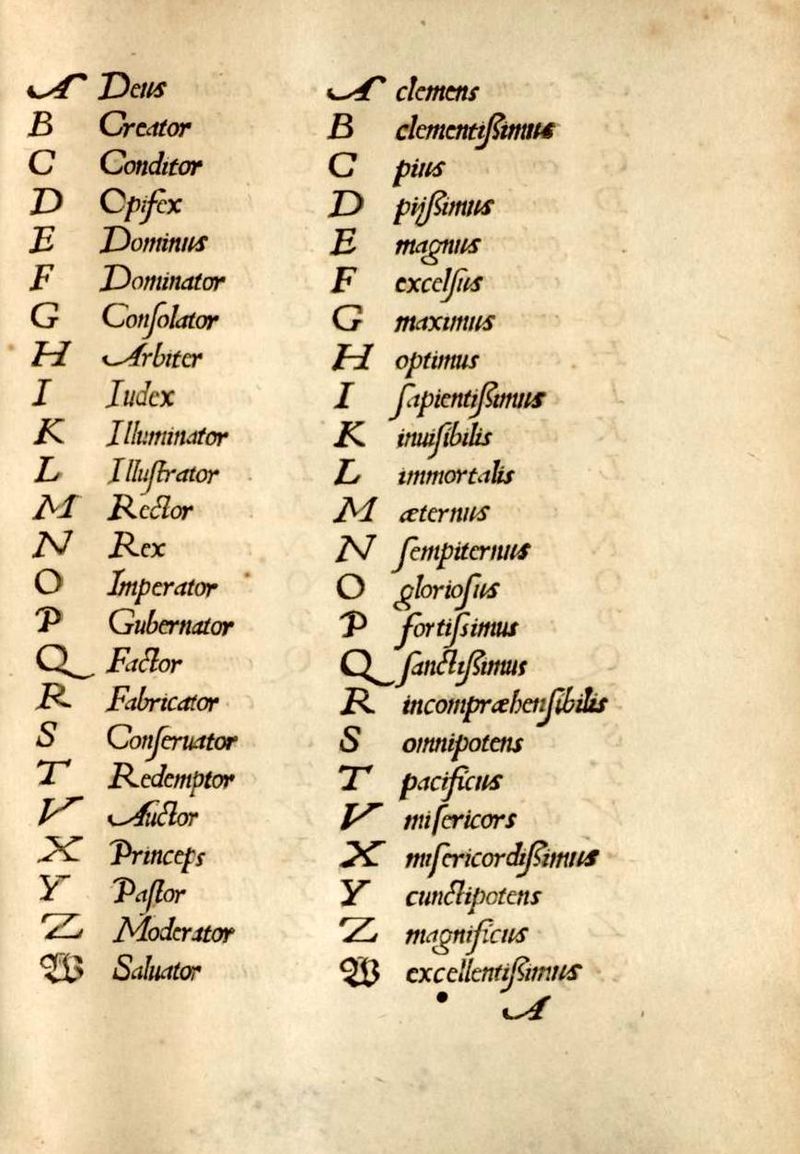 A Deus
B Creator
C Conditor
D Opifex
E Dominus
F Dominator
G Conſolator
H Arbiter
I Iudex
K Illuminator
L Illuſtrator
M Rector
N Rex
O Imperator
P Gubernator
Q Factor
R Fabricator
S Conſeruator
T Redemptor
V Auctor
X Princeps
Y Paſtor
Z Moderator
W Saluator
A clemens
B clementiſſimus
C pius
D pijſſimus
E magnus
F excelſus
G maximus
H optimus
I ſapientiſſimus
K inuiſibilis
L immortalis
M æternus
N ſempiternus
O glorioſus
P fortiſsimus
Q ſanctiſſimus
R incompræhenſibilis
S omnipotens
T pacificus
V miſericors
X miſericordiſſimus
Y cunctipotens
Z magnificus
W excellentiſſimus
A